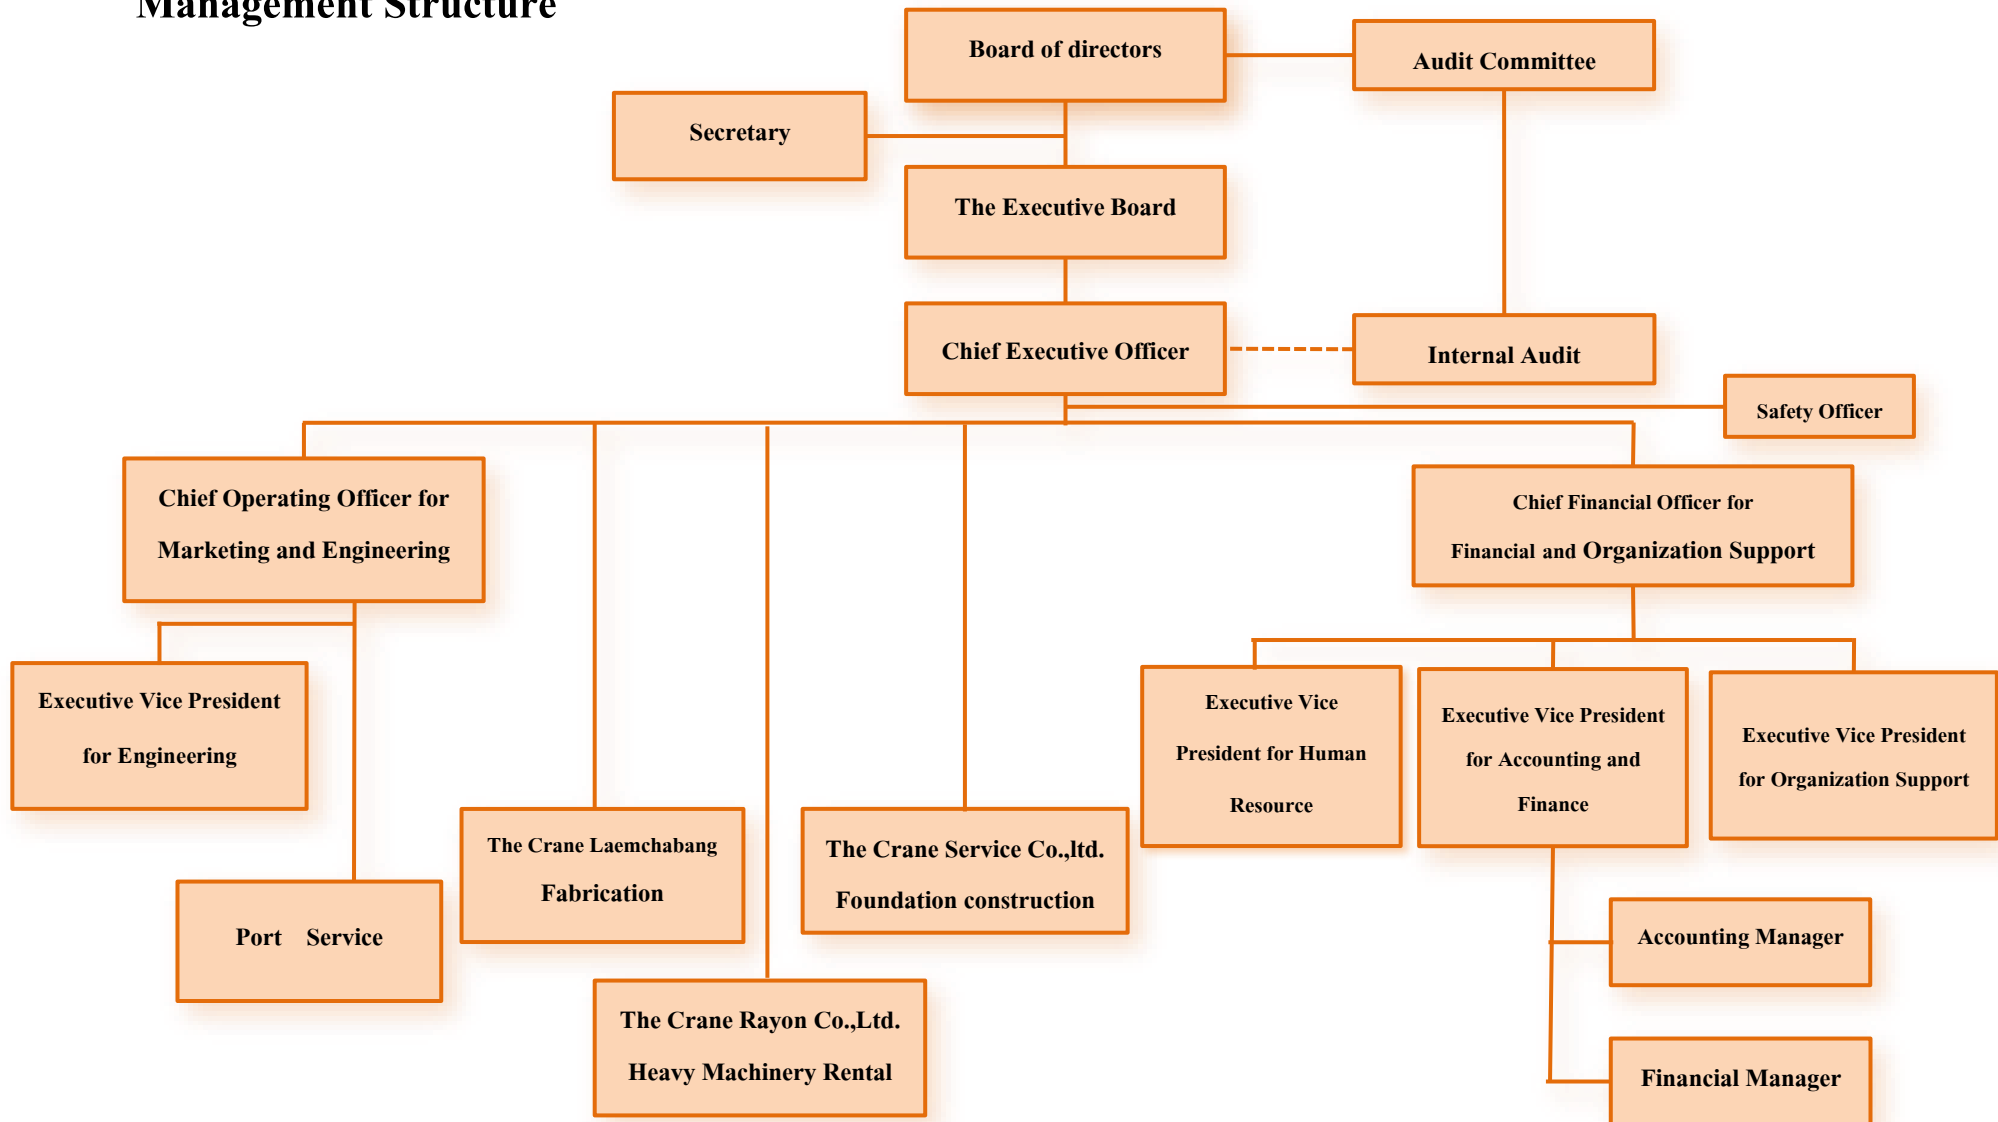 Management Structure
Board of directors
Audit Committee
Secretary
The Executive Board
Chief Executive Officer
Internal Audit
Safety Officer
Chief Operating Officer for
Marketing and Engineering
Chief Financial Officer for
Financial and Organization Support
Executive Vice President
for Engineering
Executive Vice
President for Human
Resource
Executive Vice President
for Accounting and
Finance
Executive Vice President
for Organization Support
The Crane Laemchabang
Fabrication
The Crane Service Co.,ltd.
Foundation construction
Port Service
Accounting Manager
The Crane Rayon Co.,Ltd.
Heavy Machinery Rental
Financial Manager